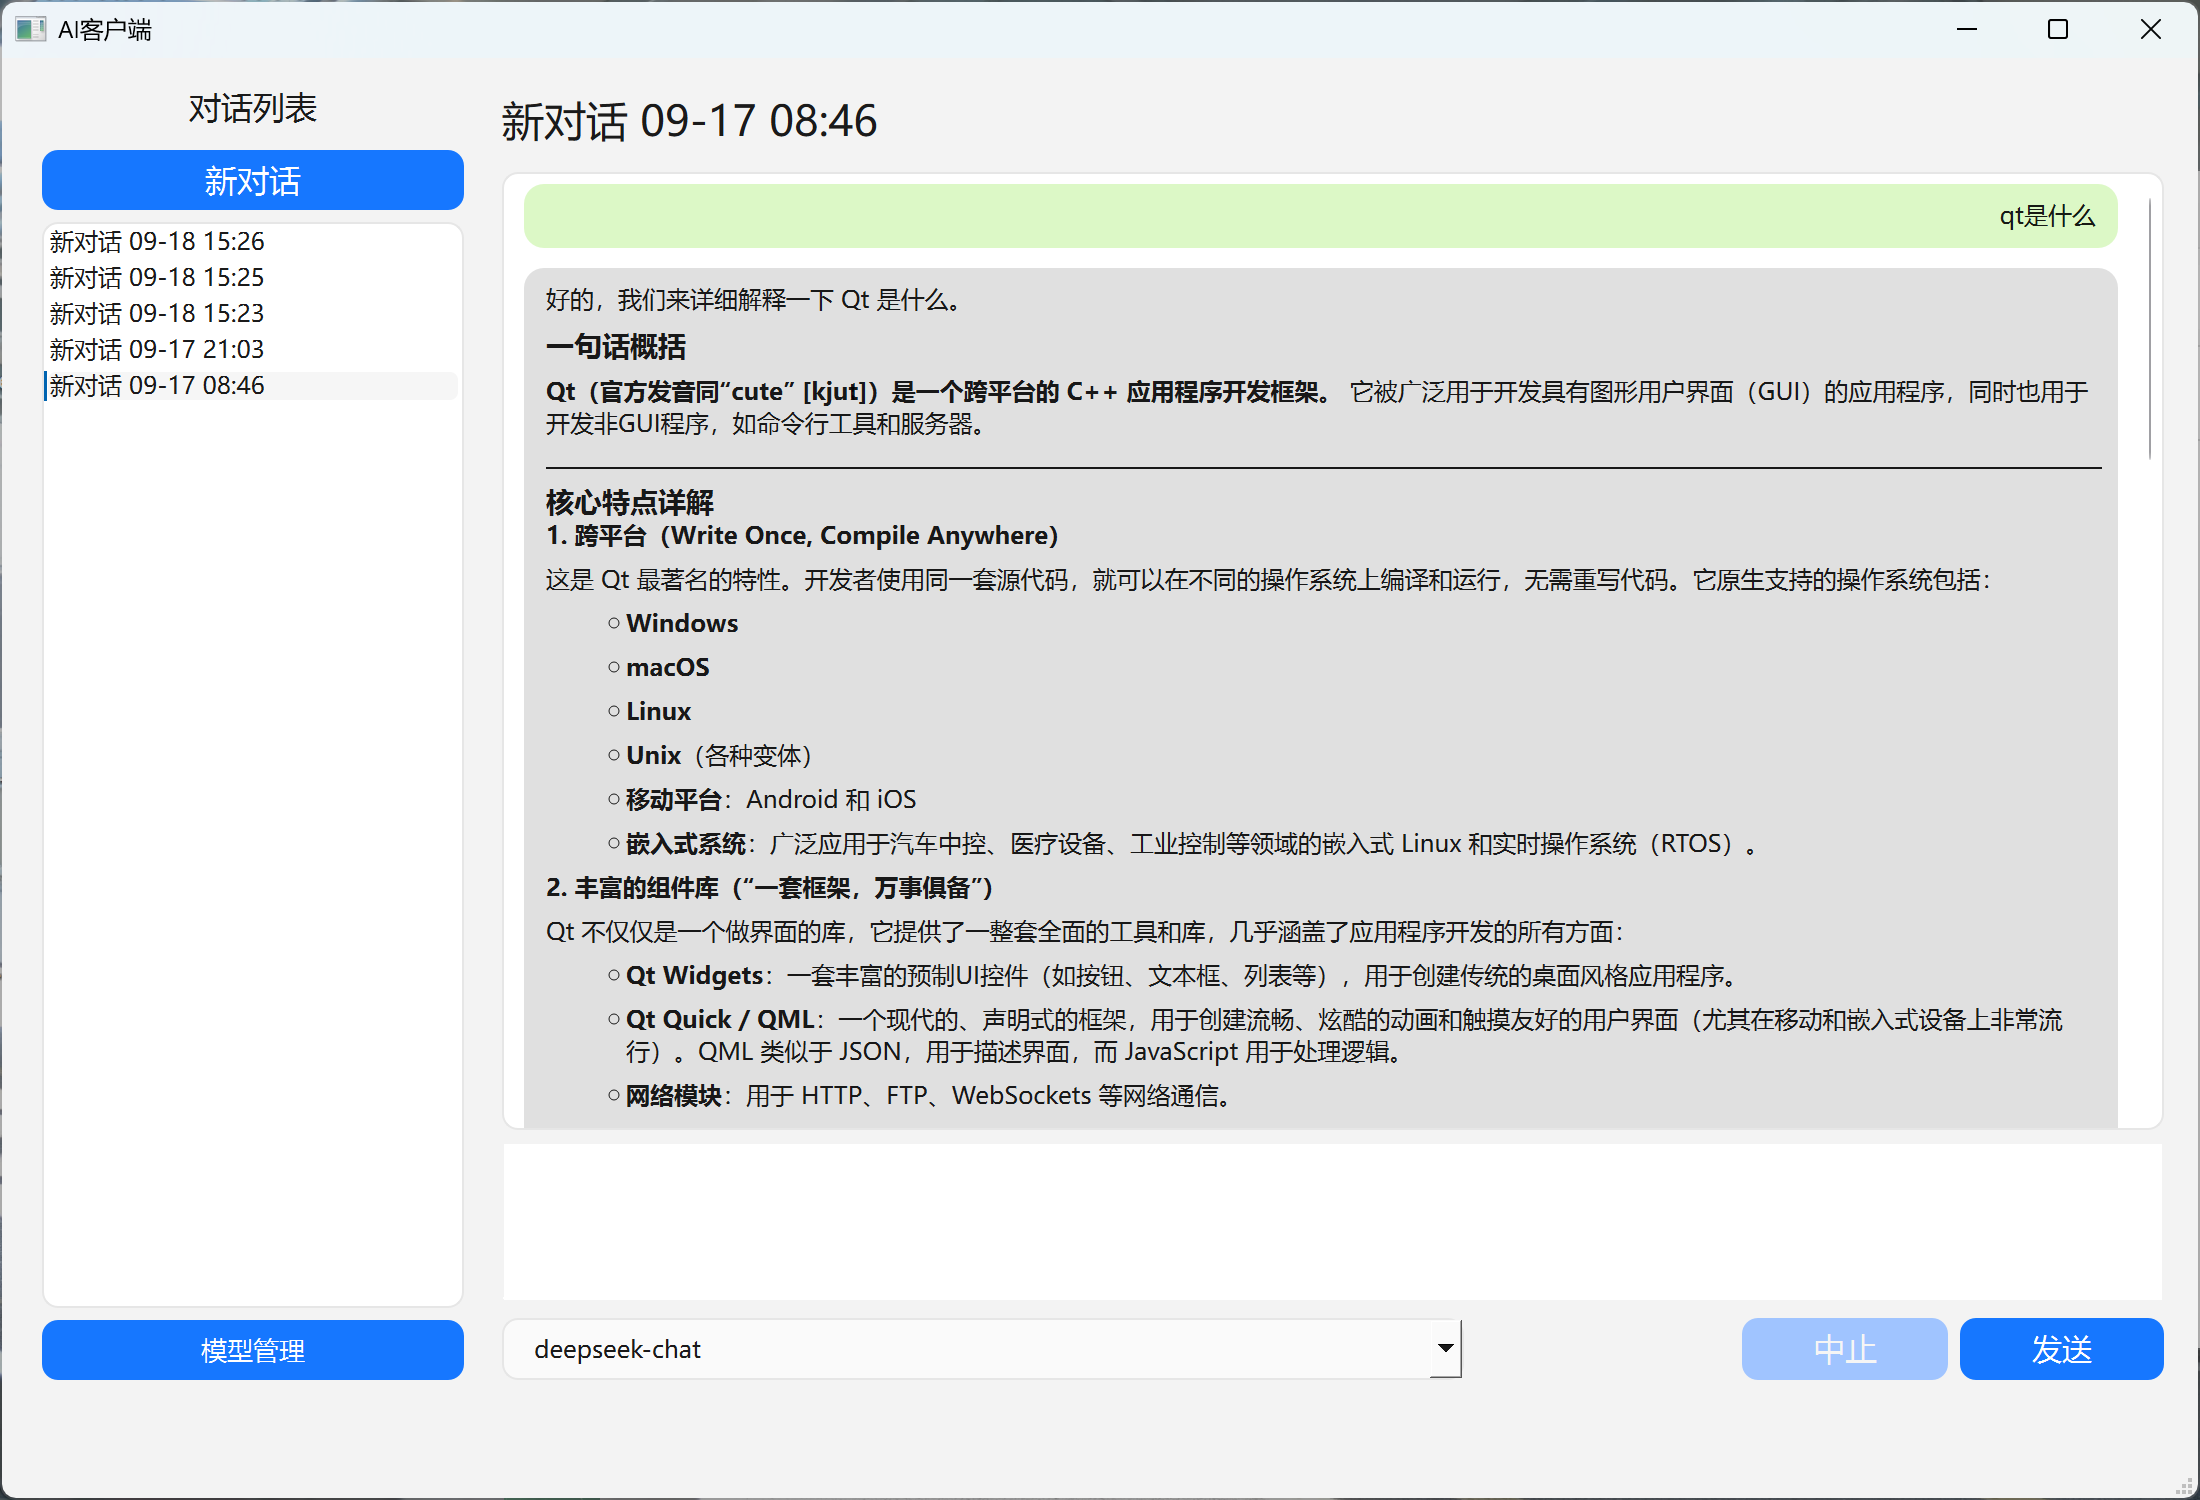 AI客户端
对话列表
新对话
新对话 09-18 15:26
新对话 09-18 15:25
新对话 09-18 15:23
新对话 09-17 21:03
新对话 09-17 08:46
模型管理
新对话 09-17 08:46
qt是什么
好的，我们来详细解释一下 Qt 是什么。
一句话概括
Qt（官方发音同“cute” [kjut]）是一个跨平台的 C++ 应用程序开发框架。 它被广泛用于开发具有图形用户界面（GUI）的应用程序，同时也用于
开发非GUI程序，如命令行工具和服务器。
核心特点详解
1. 跨平台（Write Once, Compile Anywhere）
这是 Qt 最著名的特性。开发者使用同一套源代码，就可以在不同的操作系统上编译和运行，无需重写代码。它原生支持的操作系统包括：
○ Windows
○ macOS
○ Linux
○ Unix（各种变体）
○ 移动平台：Android 和 iOS
○ 嵌入式系统：广泛应用于汽车中控、医疗设备、工业控制等领域的嵌入式 Linux 和实时操作系统（RTOS）。
2. 丰富的组件库（“一套框架，万事俱备”）
Qt 不仅仅是一个做界面的库，它提供了一整套全面的工具和库，几乎涵盖了应用程序开发的所有方面：
○ Qt Widgets：一套丰富的预制UI控件（如按钮、文本框、列表等），用于创建传统的桌面风格应用程序。
○ Qt Quick / QML：一个现代的、声明式的框架，用于创建流畅、炫酷的动画和触摸友好的用户界面（尤其在移动和嵌入式设备上非常流
行）。QML 类似于 JSON，用于描述界面，而 JavaScript 用于处理逻辑。
○ 网络模块：用于 HTTP、FTP、WebSockets 等网络通信。
deepseek-chat
中止
发送